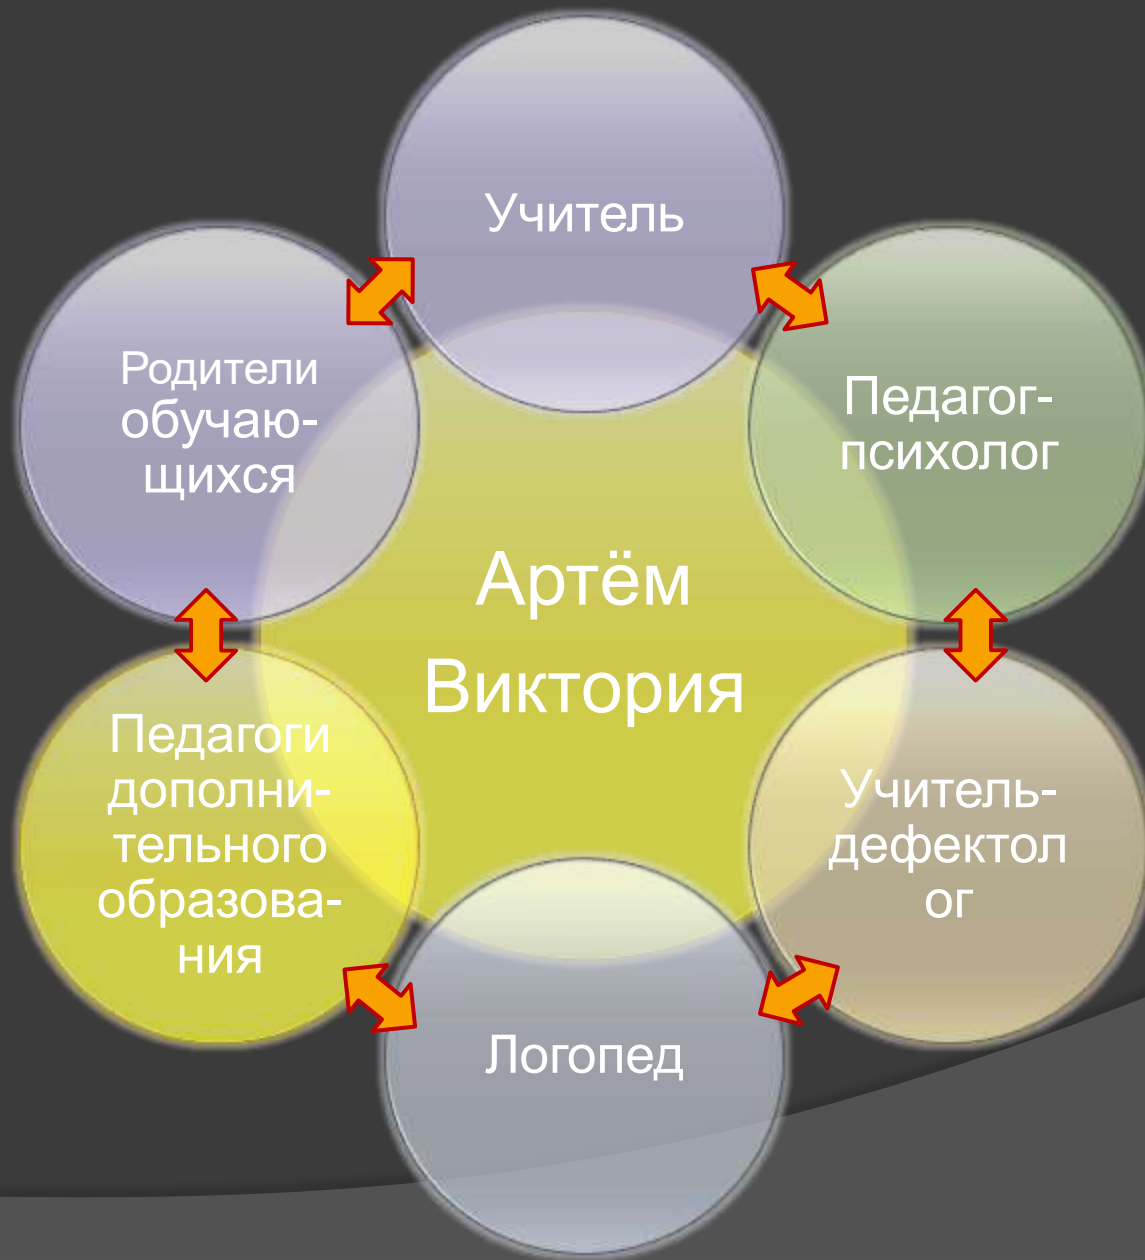 Учитель
Родители
обучаю-
щихся
Педагог-
психолог
Артём
Виктория
Педагоги
дополни-
тельного
образова-
ния
Учитель-
дефектол
ог
Логопед